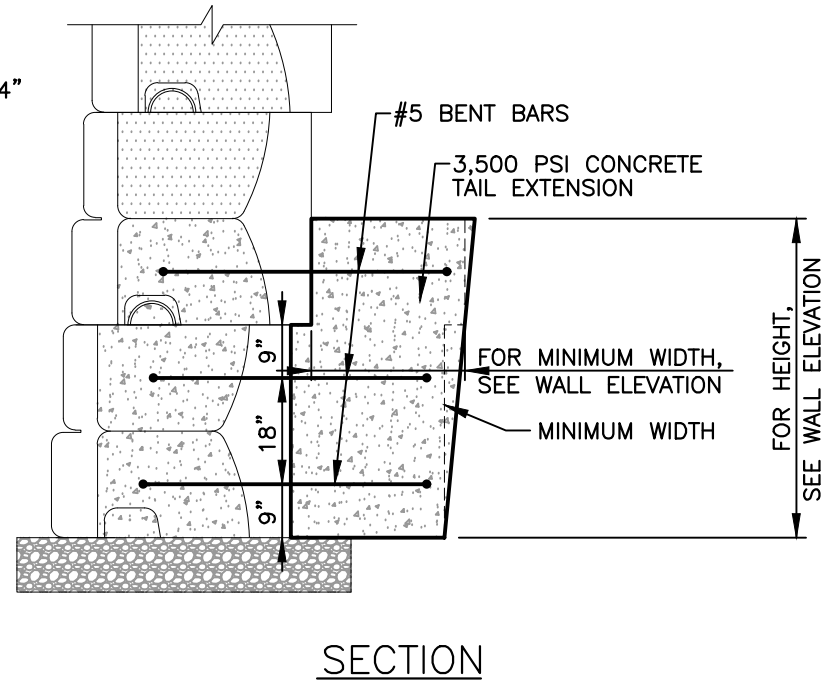 4"
#5 BENT BARS
3,500 PSI CONCRETE
TAIL EXTENSION
9"
FOR MINIMUM WIDTH,
SEE WALL ELEVATION
18"
MINIMUM WIDTH
9"
FOR HEIGHT,
SEE WALL ELEVATION
SECTION